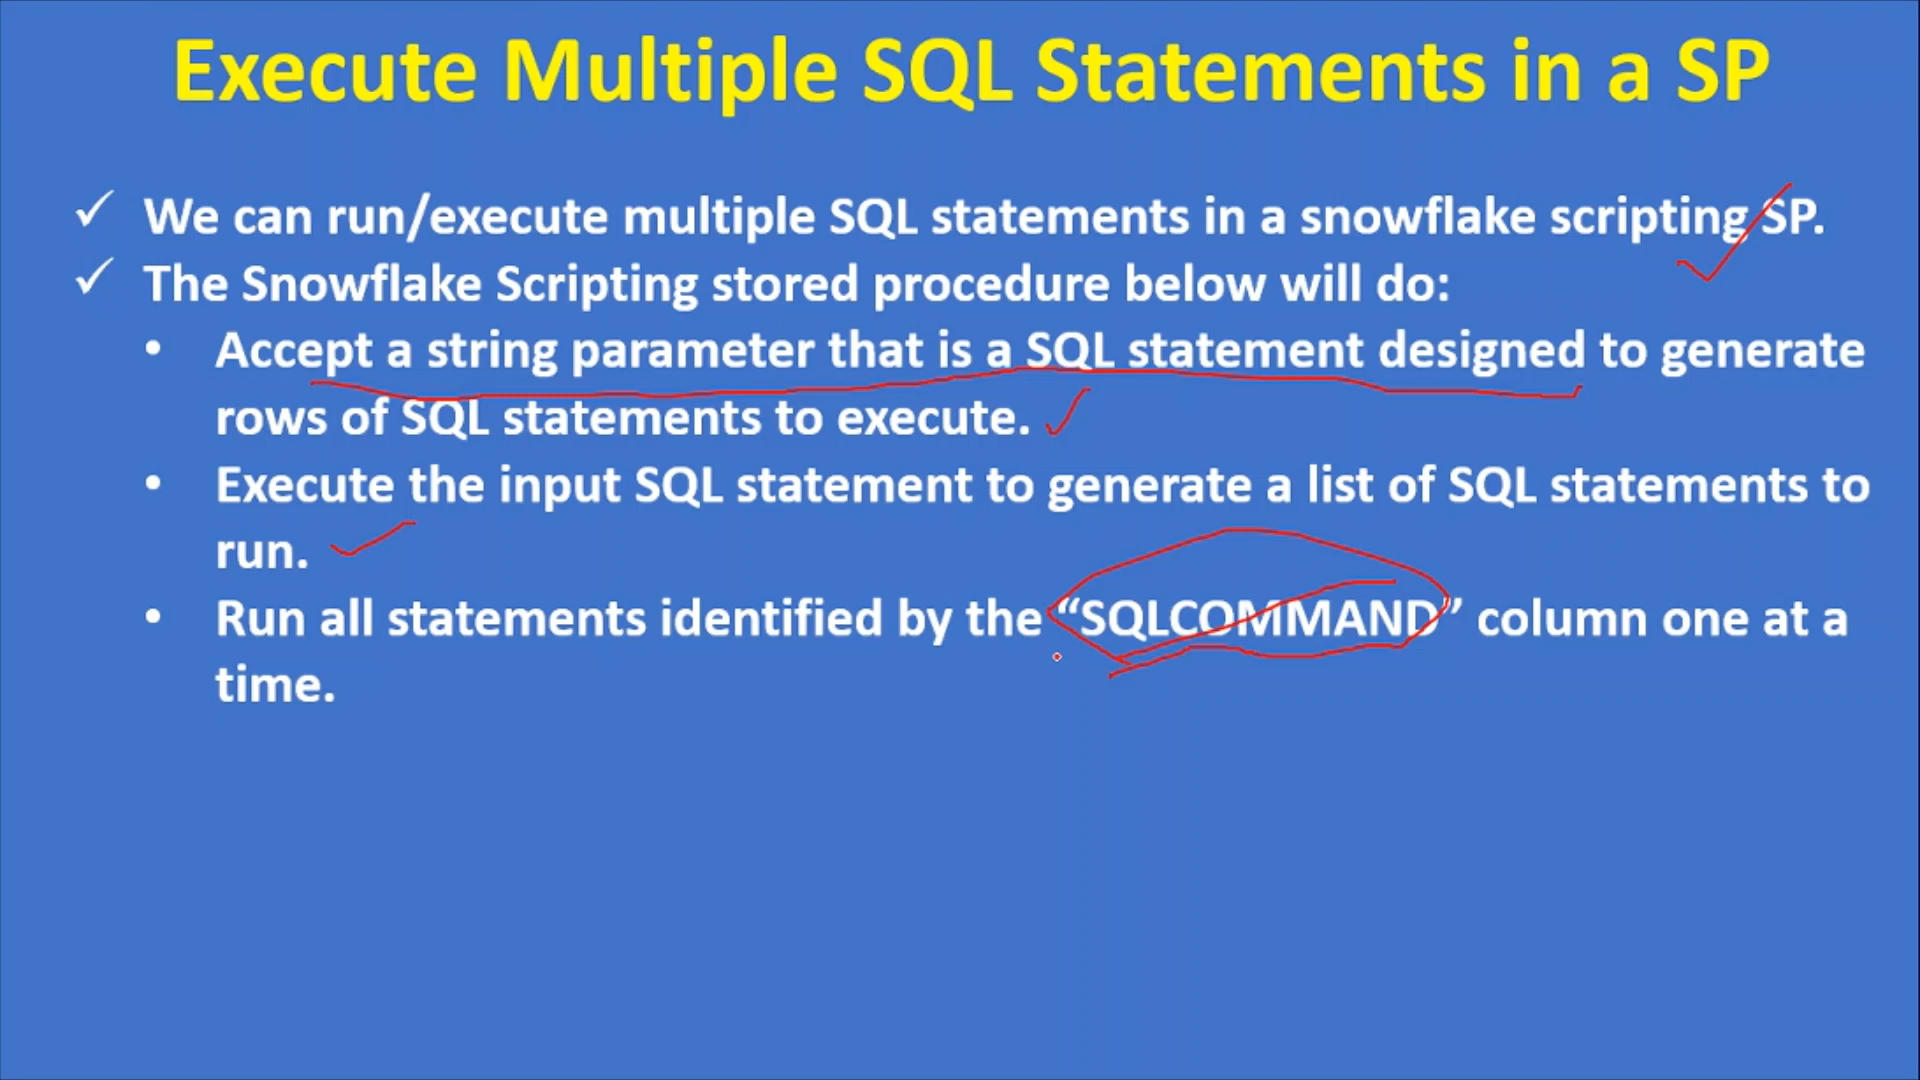 Execute Multiple SQL Statements in a SP
✓ We can run/execute multiple SQL statements in a snowflake scripting SP.
✓ The Snowflake Scripting stored procedure below will do:
• Accept a string parameter that is a SQL statement designed to generate
rows of SQL statements to execute.
• Execute the input SQL statement to generate a list of SQL statements to
run.
• Run all statements identified by the “SQLCOMMAND” column one at a
time.